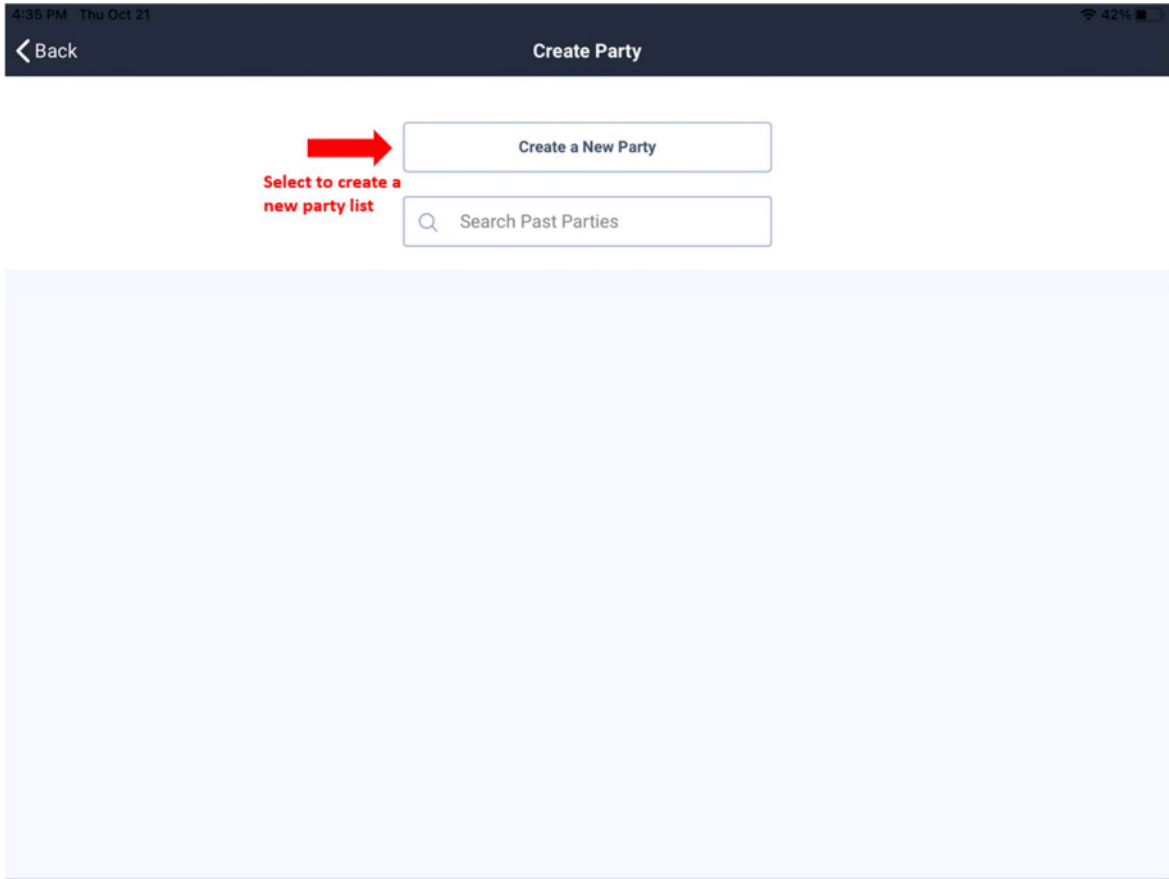 4:35 PM Thu Oct 21 42%
Back Create Party
Create a New Party
Select to create a
new party list
Search Past Parties